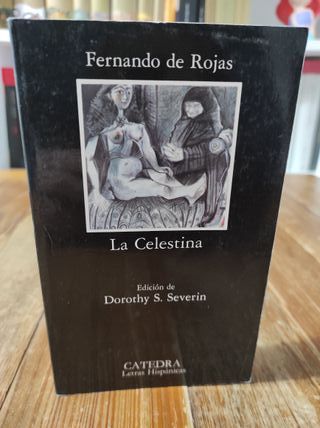 Fernando de Rojas
La Celestina
Edición de
Dorothy S. Severin
CATEDRA
Letras Hispánicas